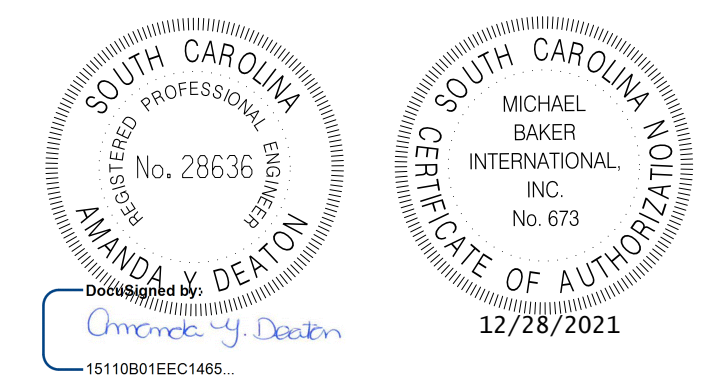 SOUTH CAROLINA
REGISTERED PROFESSIONAL ENGINEER
No. 28636
AMANDA Y DEATON
DocuSigned by:
Amanda Y. Deaton
15110B01EEC1465...
SOUTH CAROLINA
MICHAEL
BAKER
INTERNATIONAL,
INC.
No. 673
CERTIFICATE OF AUTHORIZATION
12/28/2021